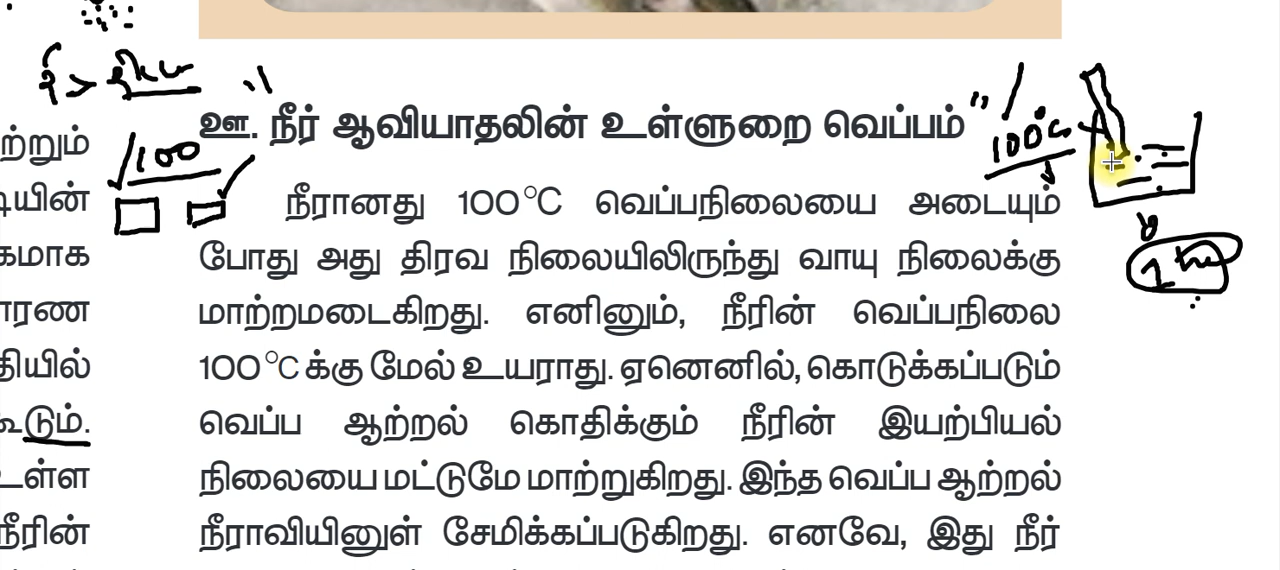 ற்றும்
டியின்
கமாக
ாரண
தியில்
கூடும்.
உள்ள
நீரின்
100
ஊ. நீர் ஆவியாதலின் உள்ளுறை வெப்பம்
100°C
நீரானது 100°C வெப்பநிலையை அடையும்
போது அது திரவ நிலையிலிருந்து வாயு நிலைக்கு
மாற்றமடைகிறது. எனினும், நீரின் வெப்பநிலை
100°C க்கு மேல் உயராது. ஏனெனில், கொடுக்கப்படும்
வெப்ப ஆற்றல் கொதிக்கும் நீரின் இயற்பியல்
நிலையை மட்டுமே மாற்றுகிறது. இந்த வெப்ப ஆற்றல்
நீராவியினுள் சேமிக்கப்படுகிறது. எனவே, இது நீர்